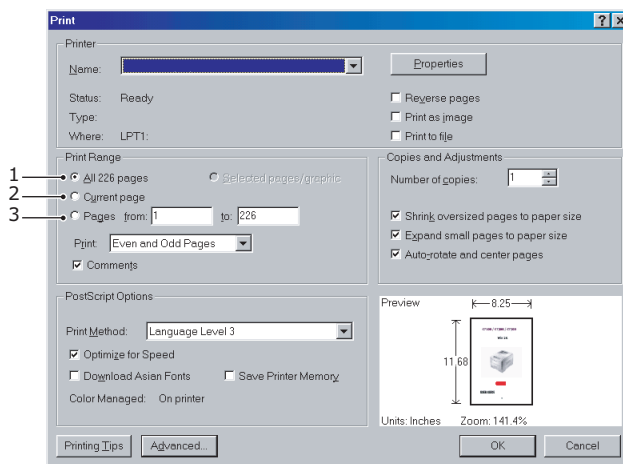 Print
Printer
Name:
Properties
Status: Ready
Type:
Where: LPT1:
Reverse pages
Print as image
Print to file
Print Range
1 All 226 pages
Selected pages/graphic
2 Current page
3 Pages from: 1 to: 226
Print: Even and Odd Pages
Comments
Copies and Adjustments
Number of copies: 1
Shrink oversized pages to paper size
Expand small pages to paper size
Auto-rotate and center pages
PostScript Options
Print Method: Language Level 3
Optimize for Speed
Download Asian Fonts
Save Printer Memory
Color Managed: On printer
Preview
8.25
11.68
Units: Inches Zoom: 141.4%
Printing Tips
Advanced...
OK
Cancel